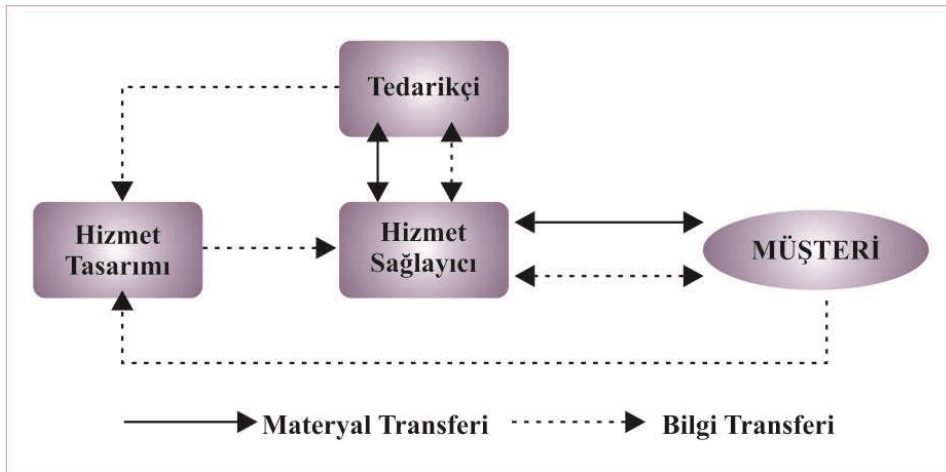 Tedarikçi
Hizmet
Tasarımı
Hizmet
Sağlayıcı
MÜŞTERİ
Materyal Transferi
Bilgi Transferi